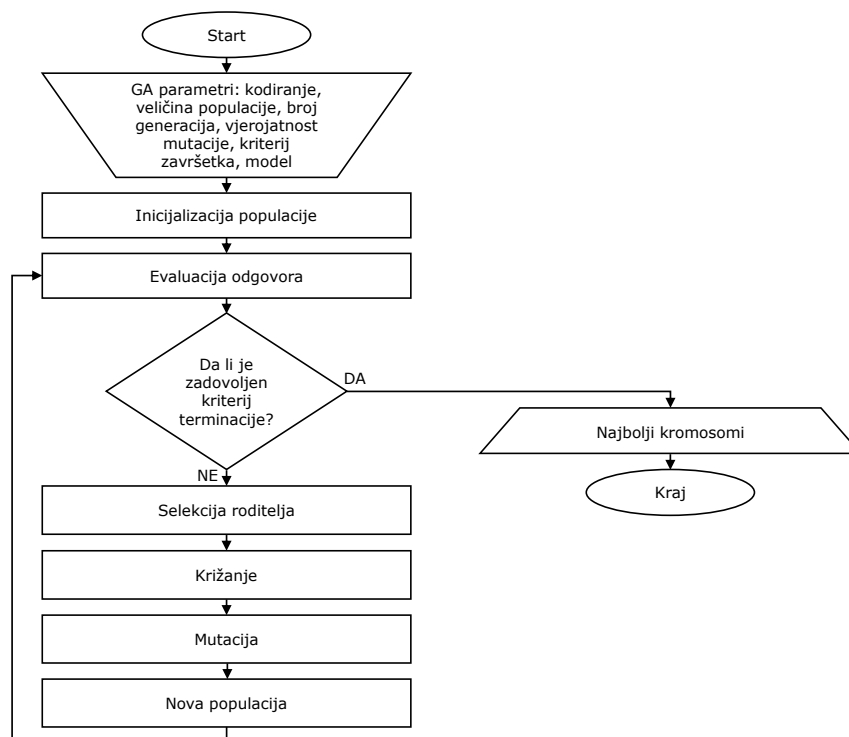 Start
GA parametri: kodiranje,
veličina populacije, broj
generacija, vjerojatnost
mutacije, kriterij
završetka, model
Inicijalizacija populacije
Evaluacija odgovora
Da li je
zadovoljen
kriterij
terminacije?
DA
NE
Najbolji kromosomi
Kraj
Selekcija roditelja
Križanje
Mutacija
Nova populacija